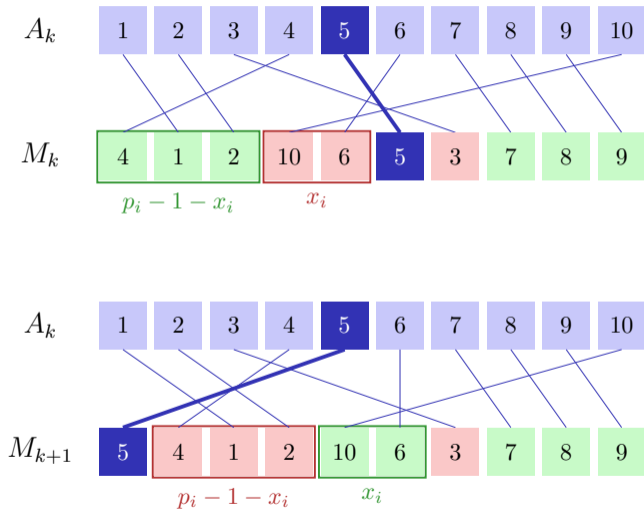 A_k 1 2 3 4 5 6 7 8 9 10
M_k 4 1 2 10 6 5 3 7 8 9
p_i − 1 − x_i x_i
A_k 1 2 3 4 5 6 7 8 9 10
M_{k+1} 5 4 1 2 10 6 3 7 8 9
p_i − 1 − x_i x_i